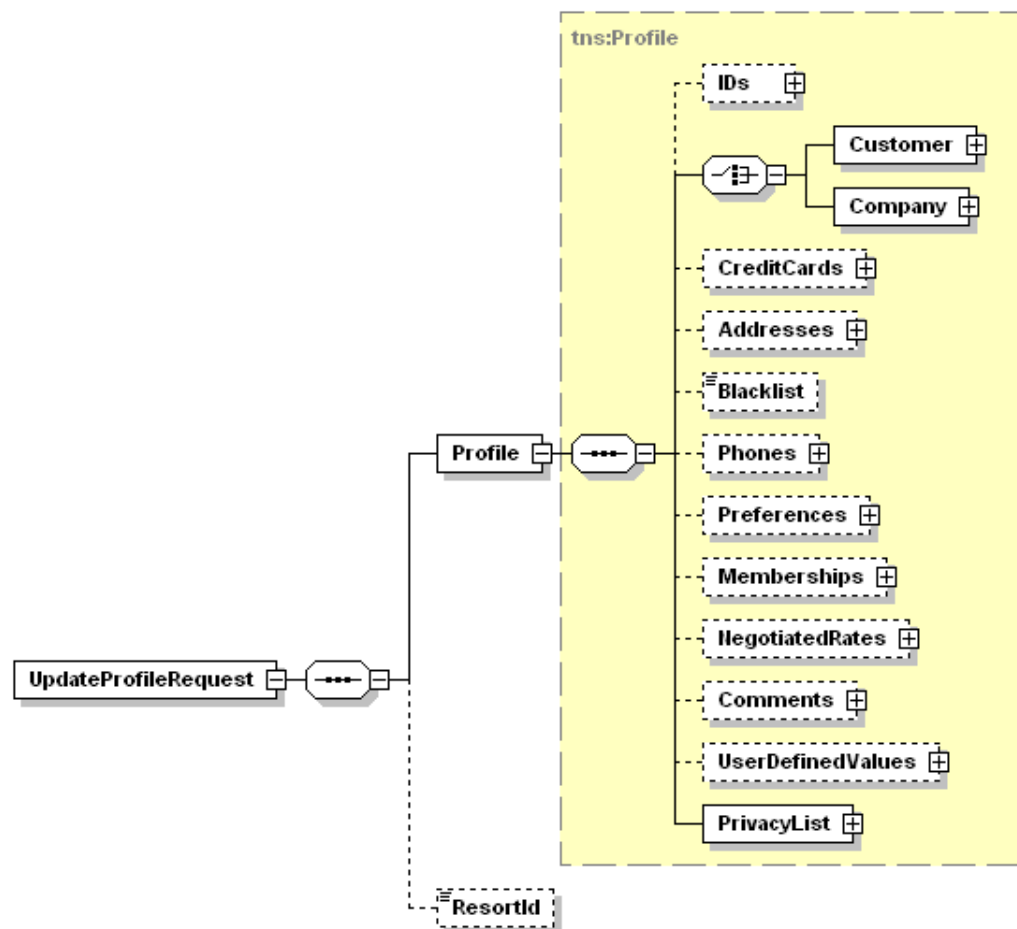 tns:Profile
IDs
Customer
Company
CreditCards
Addresses
Blacklist
Phones
Profile
Preferences
Memberships
NegotiatedRates
UpdateProfileRequest
Comments
UserDefinedValues
PrivacyList
ResortId